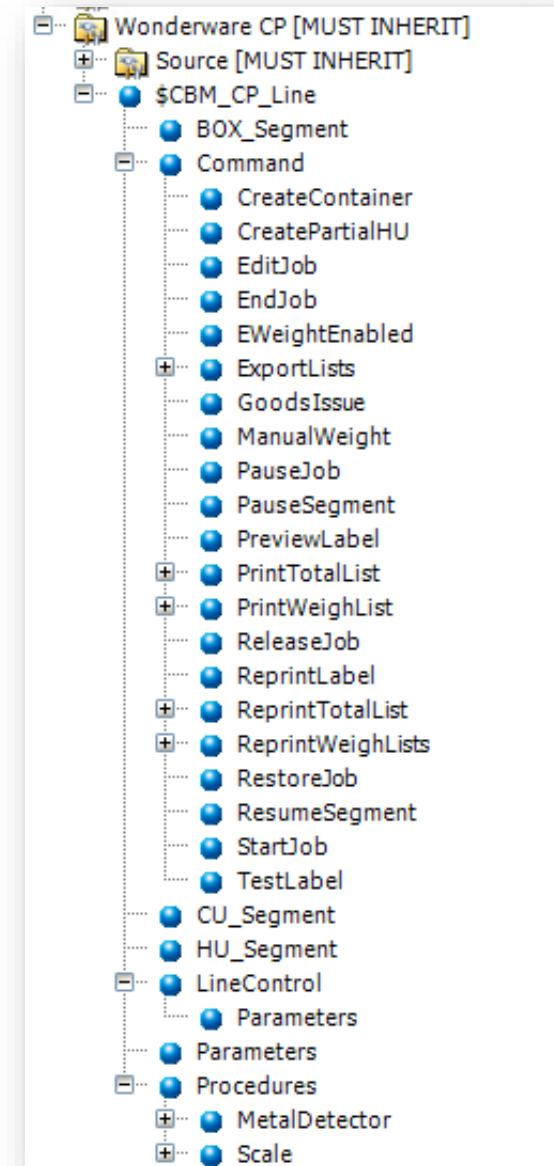 Wonderware CP [MUST INHERIT]
Source [MUST INHERIT]
$CBM_CP_Line
BOX_Segment
Command
CreateContainer
CreatePartialHU
EditJob
EndJob
EWeightEnabled
ExportLists
GoodsIssue
ManualWeight
PauseJob
PauseSegment
PreviewLabel
PrintTotalList
PrintWeighList
ReleaseJob
ReprintLabel
ReprintTotalList
ReprintWeighLists
RestoreJob
ResumeSegment
StartJob
TestLabel
CU_Segment
HU_Segment
LineControl
Parameters
Parameters
Procedures
MetalDetector
Scale